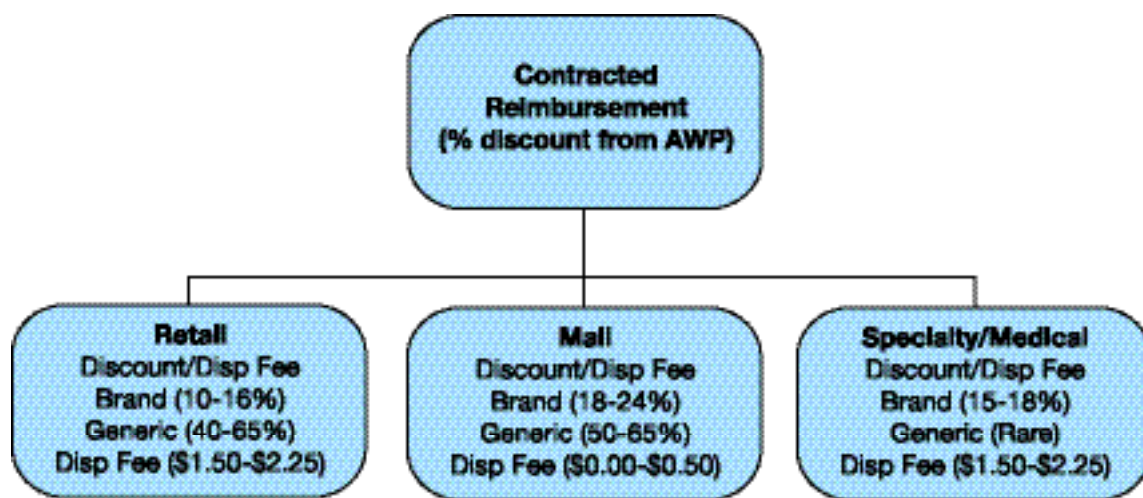 Contracted
Reimbursement
(% discount from AWP)
Retail
Discount/Disp Fee
Brand (10-16%)
Generic (40-65%)
Disp Fee ($1.50-$2.25)
Mail
Discount/Disp Fee
Brand (18-24%)
Generic (50-65%)
Disp Fee ($0.00-$0.50)
Specialty/Medical
Discount/Disp Fee
Brand (15-18%)
Generic (Rare)
Disp Fee ($1.50-$2.25)